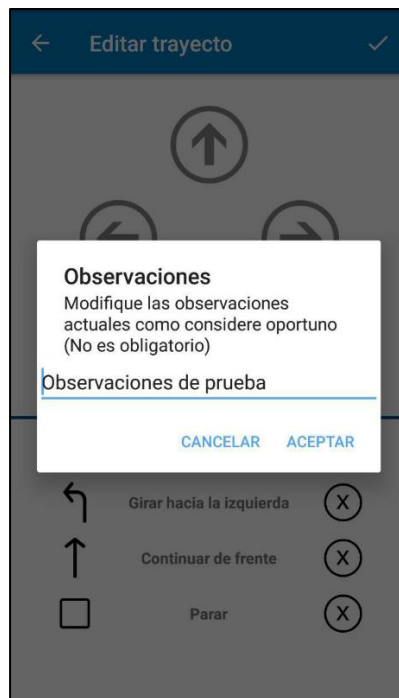 Editar trayecto
Observaciones
Modifique las observaciones
actuales como considere oportuno
(No es obligatorio)
Observaciones de prueba
CANCELAR ACEPTAR
Girar hacia la izquierda X
Continuar de frente X
Parar X